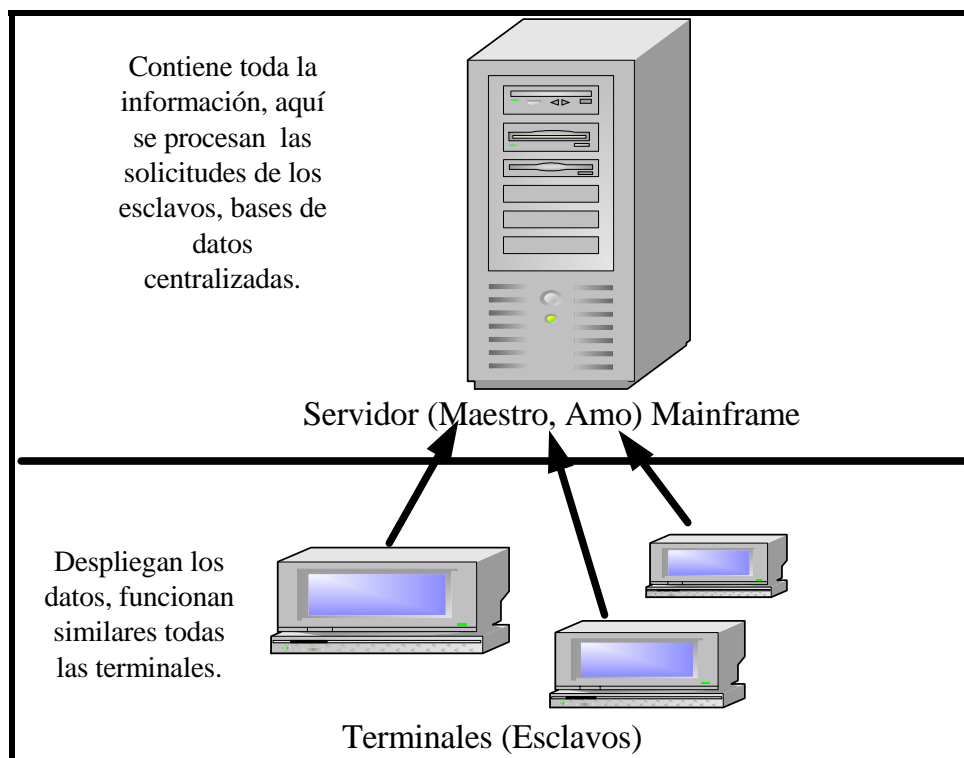 Contiene toda la
información, aquí
se procesan las
solicitudes de los
esclavos, bases de
datos
centralizadas.
Servidor (Maestro, Amo) Mainframe
Despliegan los
datos, funcionan
similares todas
las terminales.
Terminales (Esclavos)